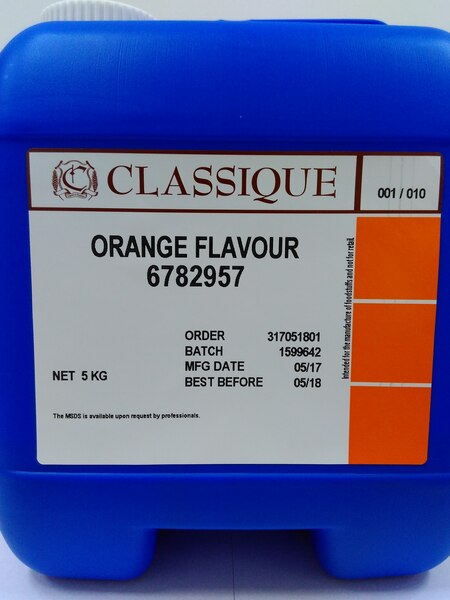 CLASSIQUE
001 / 010
ORANGE FLAVOUR
6782957
ORDER 317051801
BATCH 1599642
MFG DATE 05/17
BEST BEFORE 05/18
NET 5 KG
The MSDS is available upon request by professionals.
Intended for the manufacture of foodstuffs and not for retail.